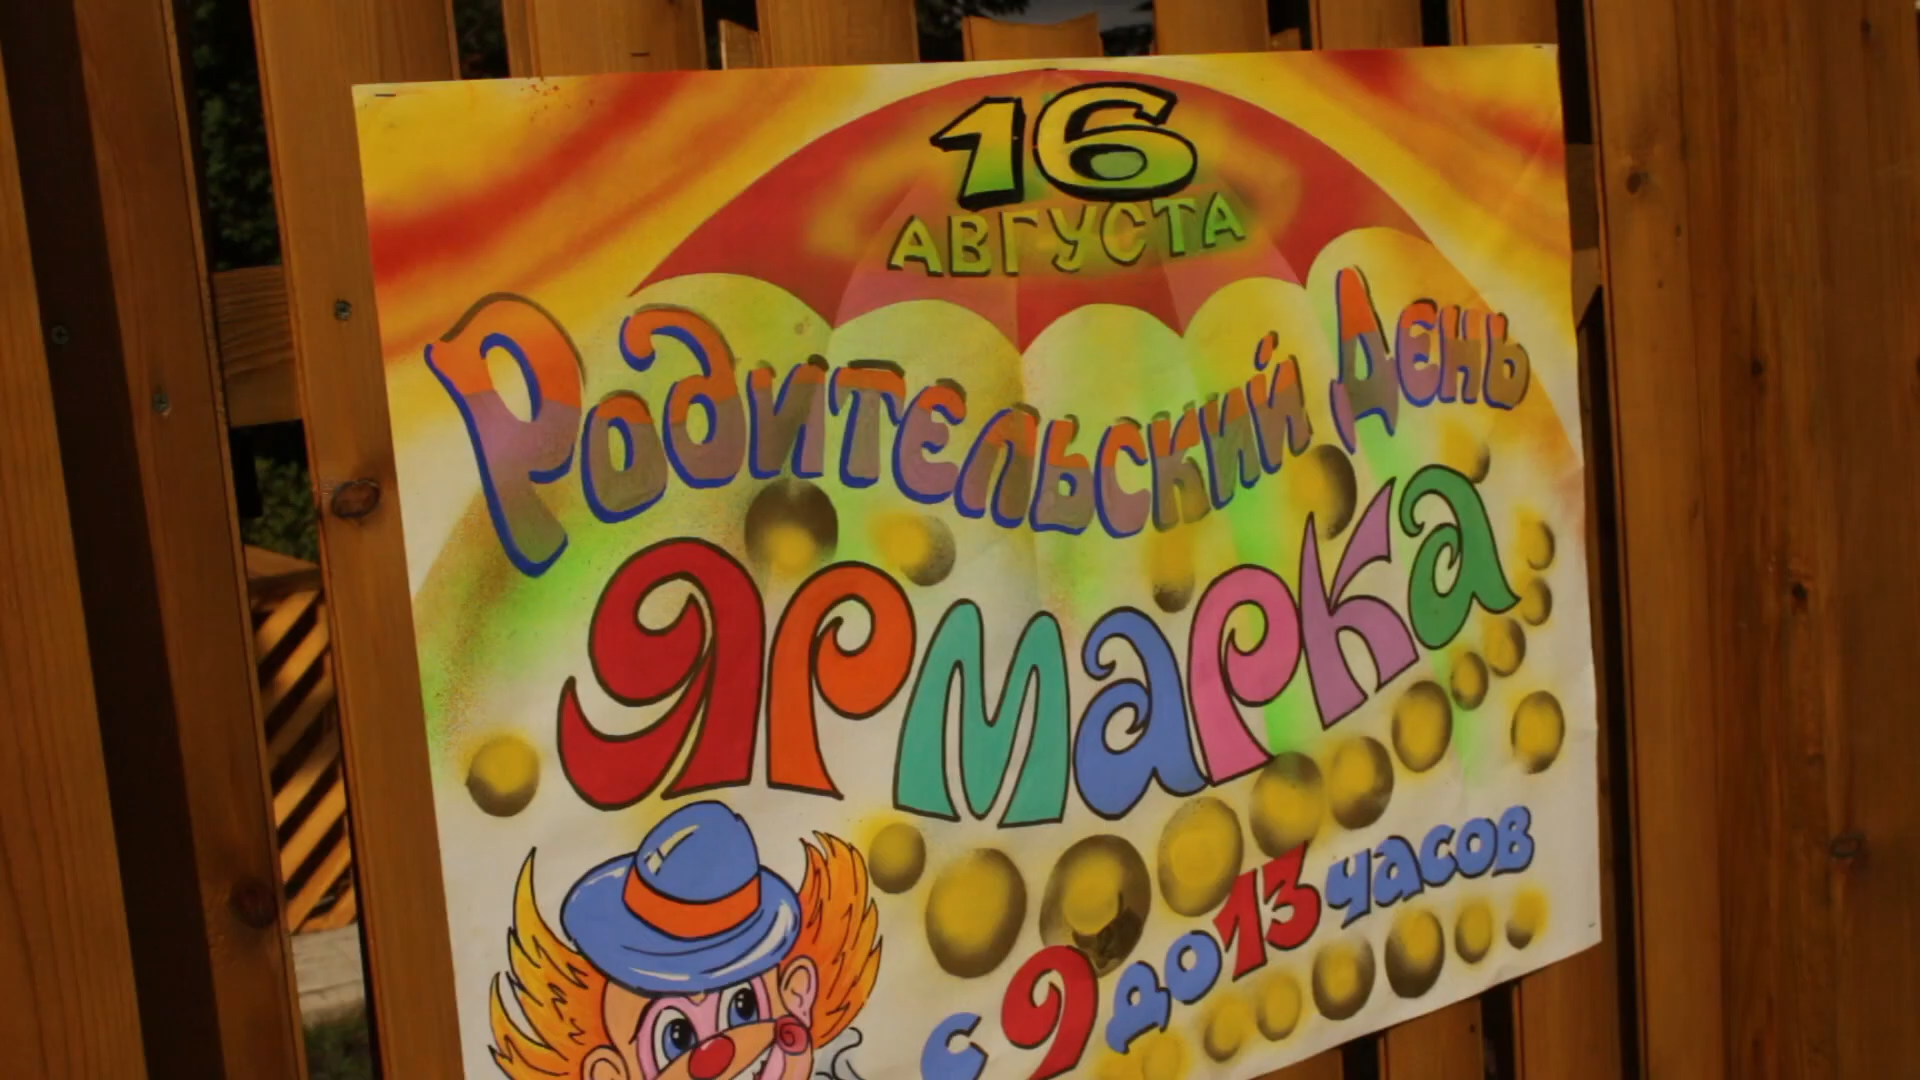 16
АВГУСТА
Родительский День
ЯРМаРКа
с 9 до 13 часов